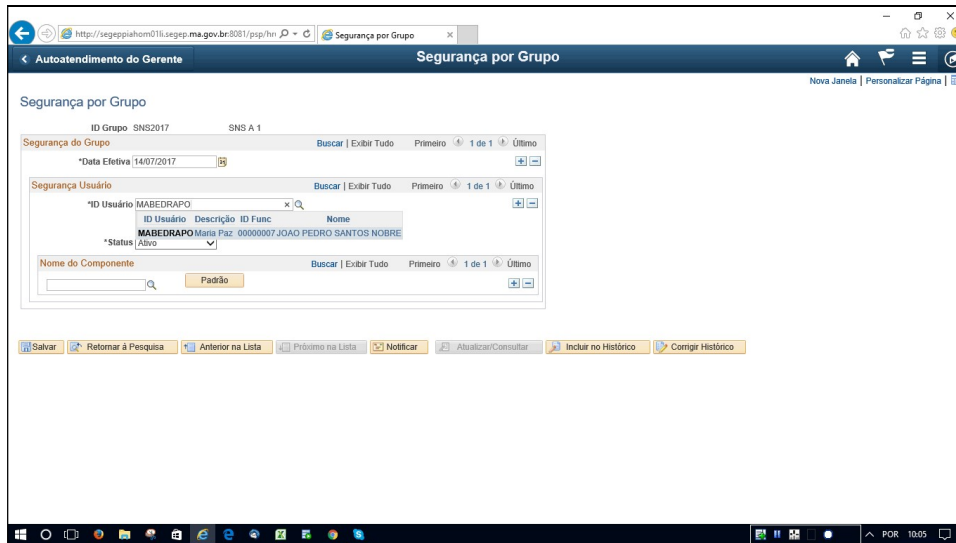 http://segeppiahom01li.segep.ma.gov.br:8081/psp/hr
Segurança por Grupo
Autoatendimento do Gerente
Segurança por Grupo
Nova Janela | Personalizar Página |
Segurança por Grupo
ID Grupo SNS2017 SNS A 1
Segurança do Grupo Buscar | Exibir Tudo Primeiro 1 de 1 Último
*Data Efetiva 14/07/2017
Segurança Usuário Buscar | Exibir Tudo Primeiro 1 de 1 Último
*ID Usuário MABEDRAPO
ID Usuário Descrição ID Func Nome
MABEDRAPO Maria Paz 00000007 JOAO PEDRO SANTOS NOBRE
*Status Ativo
Nome do Componente Buscar | Exibir Tudo Primeiro 1 de 1 Último
Padrão
Salvar Retornar à Pesquisa Anterior na Lista Próximo na Lista Notificar Atualizar/Consultar Incluir no Histórico Corrigir Histórico
POR 10:05